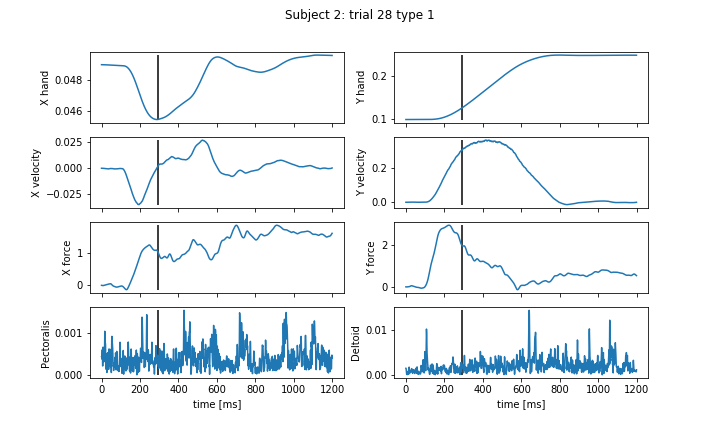 Subject 2: trial 28 type 1
X hand
0.048
0.046
Y hand
0.2
0.1
X velocity
0.025
0.000
−0.025
Y velocity
0.2
0.0
X force
1
0
Y force
2
0
Pectoralis
0.001
0.000
0 200 400 600 800 1000 1200
time [ms]
Deltoid
0.01
0.00
0 200 400 600 800 1000 1200
time [ms]